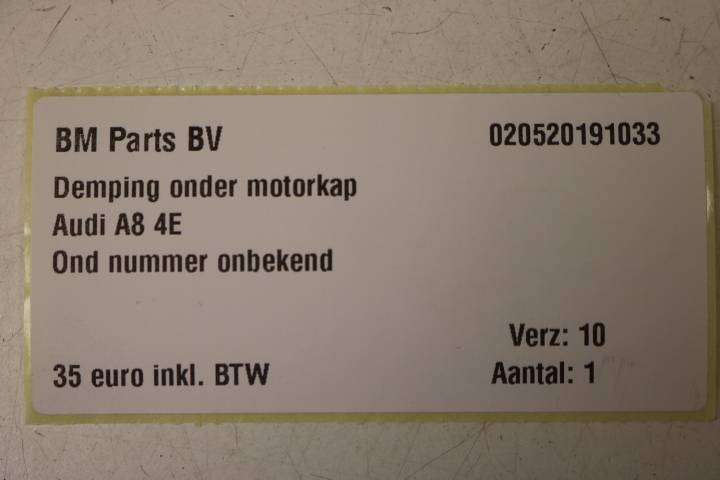 BM Parts BV 020520191033
Demping onder motorkap
Audi A8 4E
Ond nummer onbekend
Verz: 10
35 euro inkl. BTW Aantal: 1